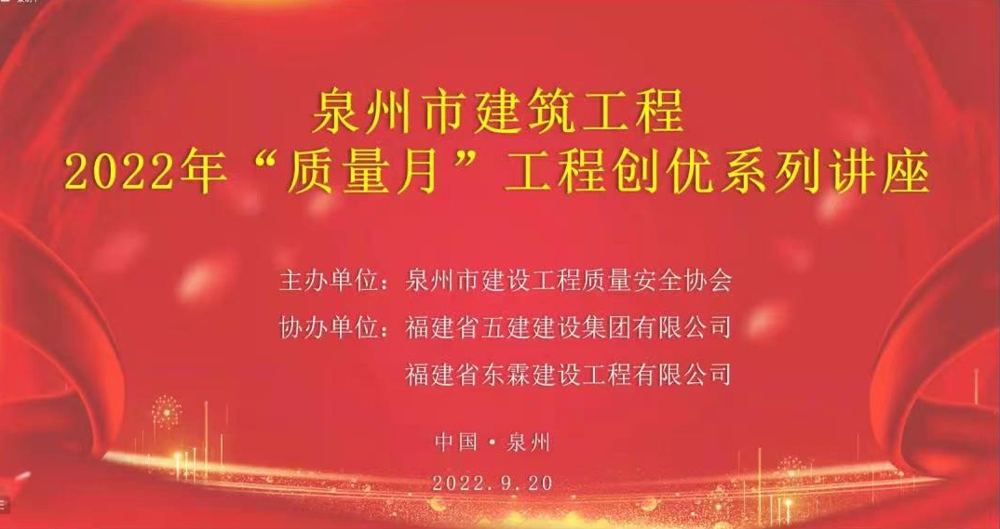 泉州市建筑工程
2022年“质量月”工程创优系列讲座
主办单位：泉州市建设工程质量安全协会
协办单位：福建省五建建设集团有限公司
福建省东霖建设工程有限公司
中国·泉州
2022.9.20